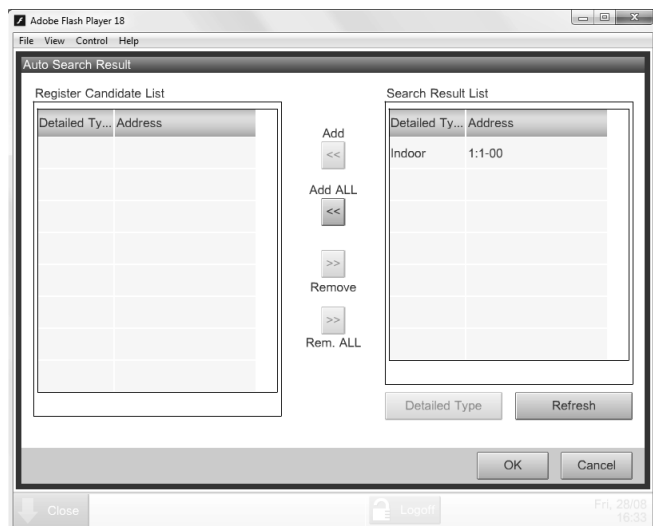 Adobe Flash Player 18
File View Control Help
Auto Search Result
Register Candidate List
Detailed Ty... Address
Add
<<
Add ALL
<<
>>
Remove
>>
Rem. ALL
Search Result List
Detailed Ty... Address
Indoor 1:1-00
Detailed Type Refresh
OK Cancel
Close Logoff Fri, 28/08
16:33